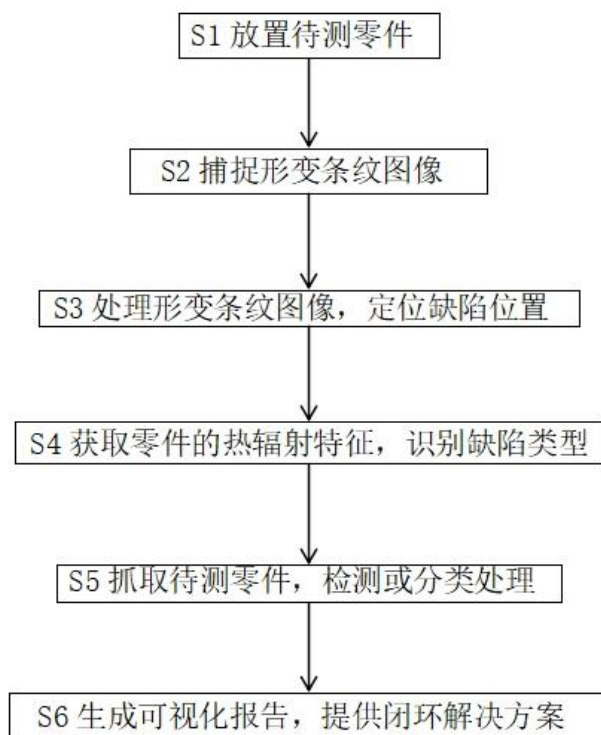 S1 放置待测零件
S2 捕捉形变条纹图像
S3 处理形变条纹图像，定位缺陷位置
S4 获取零件的热辐射特征，识别缺陷类型
S5 抓取待测零件，检测或分类处理
S6 生成可视化报告，提供闭环解决方案